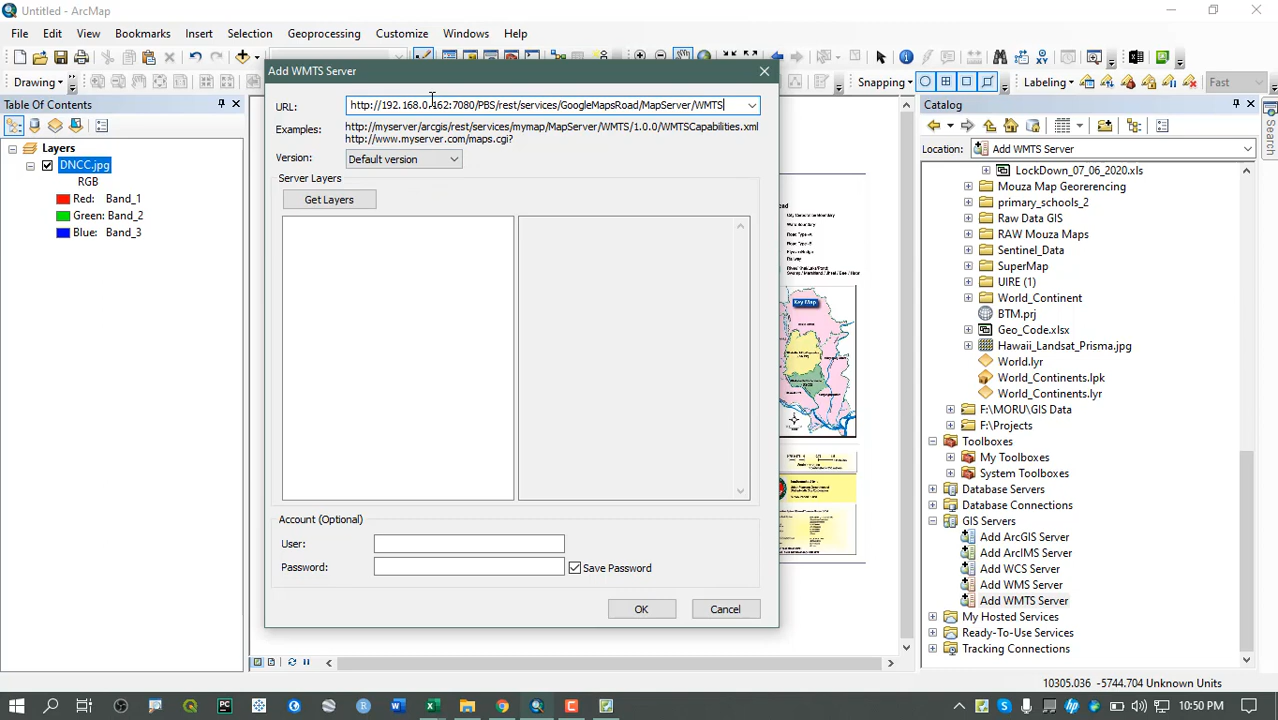 Untitled - ArcMap
File Edit View Bookmarks Insert Selection Geoprocessing Customize Windows Help
Drawing
Snapping
Labeling
Fast
Table Of Contents
Layers
DNCC.jpg
RGB
Red: Band_1
Green: Band_2
Blue: Band_3
Add WMTS Server
URL: http://192.168.0.162:7080/PBS/rest/services/GoogleMapsRoad/MapServer/WMTS
Examples: http://myserver/arcgis/rest/services/mymap/MapServer/WMTS/1.0.0/WMTSCapabilities.xml
http://www.myserver.com/maps.cgi?
Version: Default version
Server Layers
Get Layers
Account (Optional)
User:
Password:
Save Password
OK Cancel
City Corporation Boundary
Ward Boundary
Railway
Key Map
Catalog
Location: Add WMTS Server
LockDown_07_06_2020.xls
Mouza Map Georerencing
primary_schools_2
Raw Data GIS
RAW Mouza Maps
Sentinel_Data
SuperMap
UIRE (1)
World_Continent
BTM.prj
Geo_Code.xlsx
Hawaii_Landsat_Prisma.jpg
World.lyr
World_Continents.lpk
World_Continents.lyr
F:\MORU\GIS Data
F:\Projects
Toolboxes
My Toolboxes
System Toolboxes
Database Servers
Database Connections
GIS Servers
Add ArcGIS Server
Add ArcIMS Server
Add WCS Server
Add WMS Server
Add WMTS Server
My Hosted Services
Ready-To-Use Services
Tracking Connections
Search
10305.036 -5744.704 Unknown Units
10:50 PM